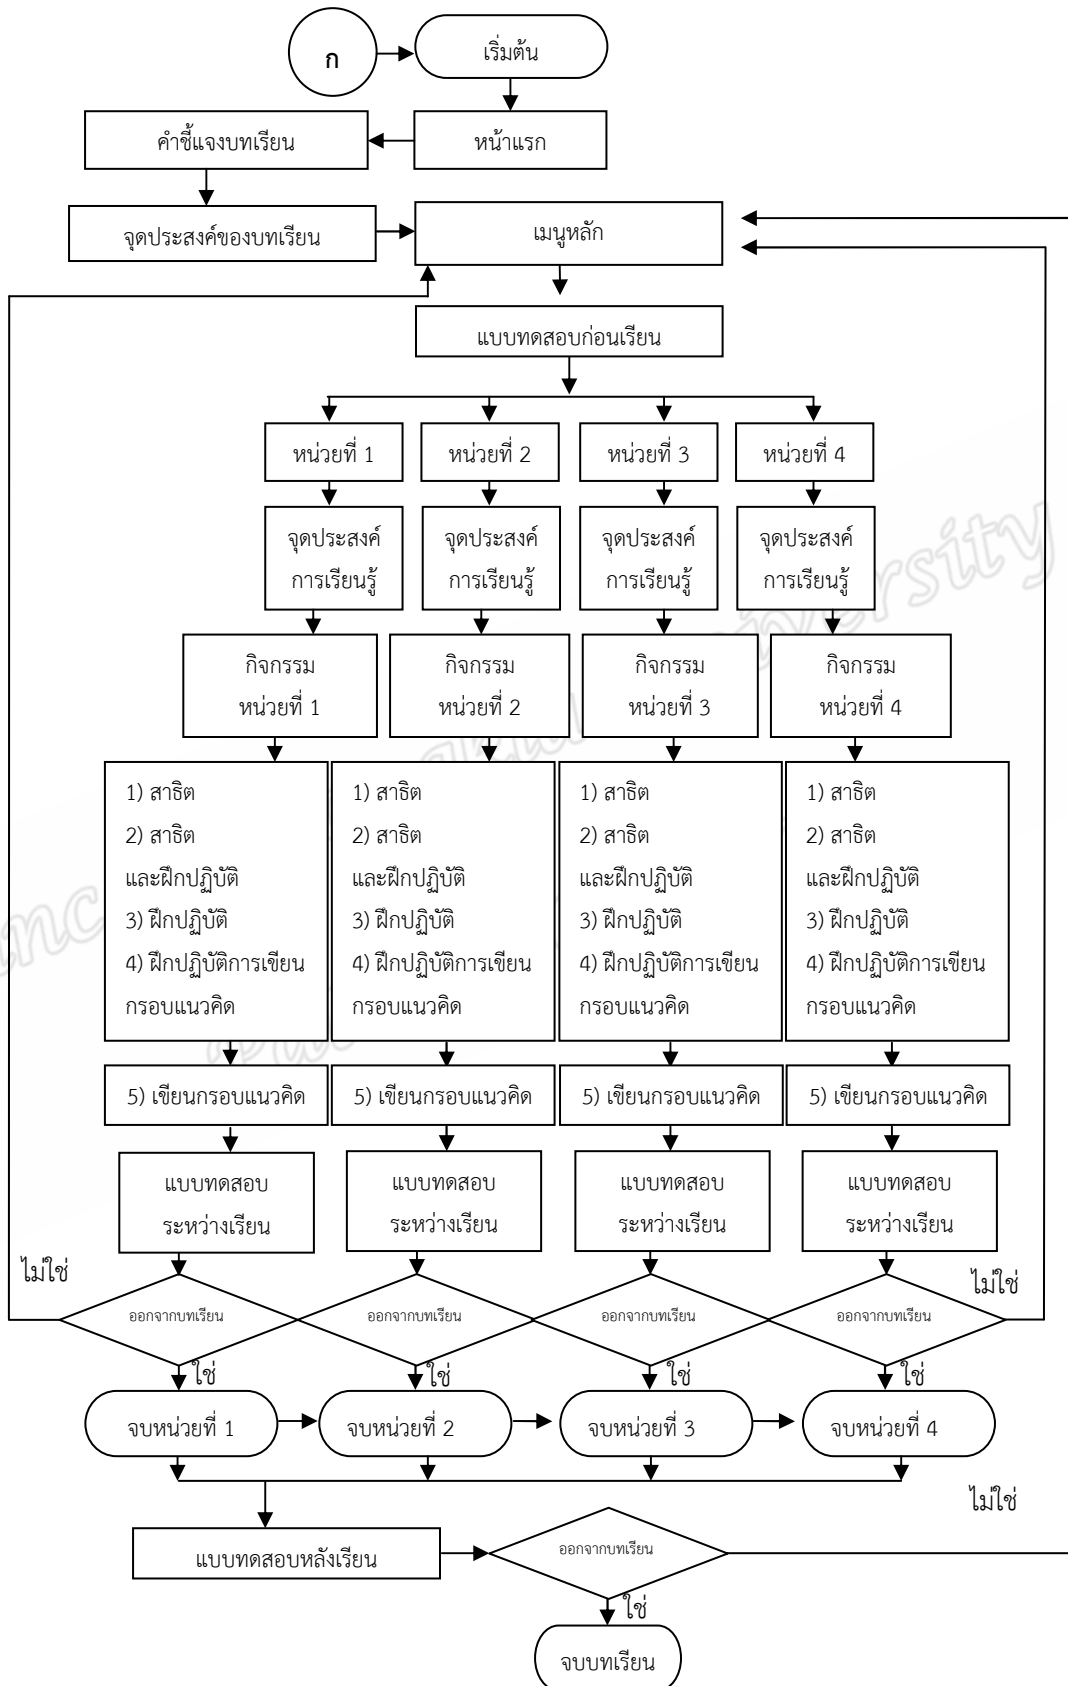 ก
เริ่มต้น
คำชี้แจงบทเรียน
หน้าแรก
จุดประสงค์ของบทเรียน
เมนูหลัก
แบบทดสอบก่อนเรียน
หน่วยที่ 1
หน่วยที่ 2
หน่วยที่ 3
หน่วยที่ 4
จุดประสงค์
การเรียนรู้
จุดประสงค์
การเรียนรู้
จุดประสงค์
การเรียนรู้
จุดประสงค์
การเรียนรู้
กิจกรรม
หน่วยที่ 1
กิจกรรม
หน่วยที่ 2
กิจกรรม
หน่วยที่ 3
กิจกรรม
หน่วยที่ 4
1) สาธิต
2) สาธิต
และฝึกปฏิบัติ
3) ฝึกปฏิบัติ
4) ฝึกปฏิบัติการเขียน
กรอบแนวคิด
1) สาธิต
2) สาธิต
และฝึกปฏิบัติ
3) ฝึกปฏิบัติ
4) ฝึกปฏิบัติการเขียน
กรอบแนวคิด
1) สาธิต
2) สาธิต
และฝึกปฏิบัติ
3) ฝึกปฏิบัติ
4) ฝึกปฏิบัติการเขียน
กรอบแนวคิด
1) สาธิต
2) สาธิต
และฝึกปฏิบัติ
3) ฝึกปฏิบัติ
4) ฝึกปฏิบัติการเขียน
กรอบแนวคิด
5) เขียนกรอบแนวคิด
5) เขียนกรอบแนวคิด
5) เขียนกรอบแนวคิด
5) เขียนกรอบแนวคิด
แบบทดสอบ
ระหว่างเรียน
แบบทดสอบ
ระหว่างเรียน
แบบทดสอบ
ระหว่างเรียน
แบบทดสอบ
ระหว่างเรียน
ไม่ใช่
ไม่ใช่
ออกจากบทเรียน
ออกจากบทเรียน
ออกจากบทเรียน
ออกจากบทเรียน
ใช่
ใช่
ใช่
ใช่
จบหน่วยที่ 1
จบหน่วยที่ 2
จบหน่วยที่ 3
จบหน่วยที่ 4
ไม่ใช่
แบบทดสอบหลังเรียน
ออกจากบทเรียน
ใช่
จบบทเรียน